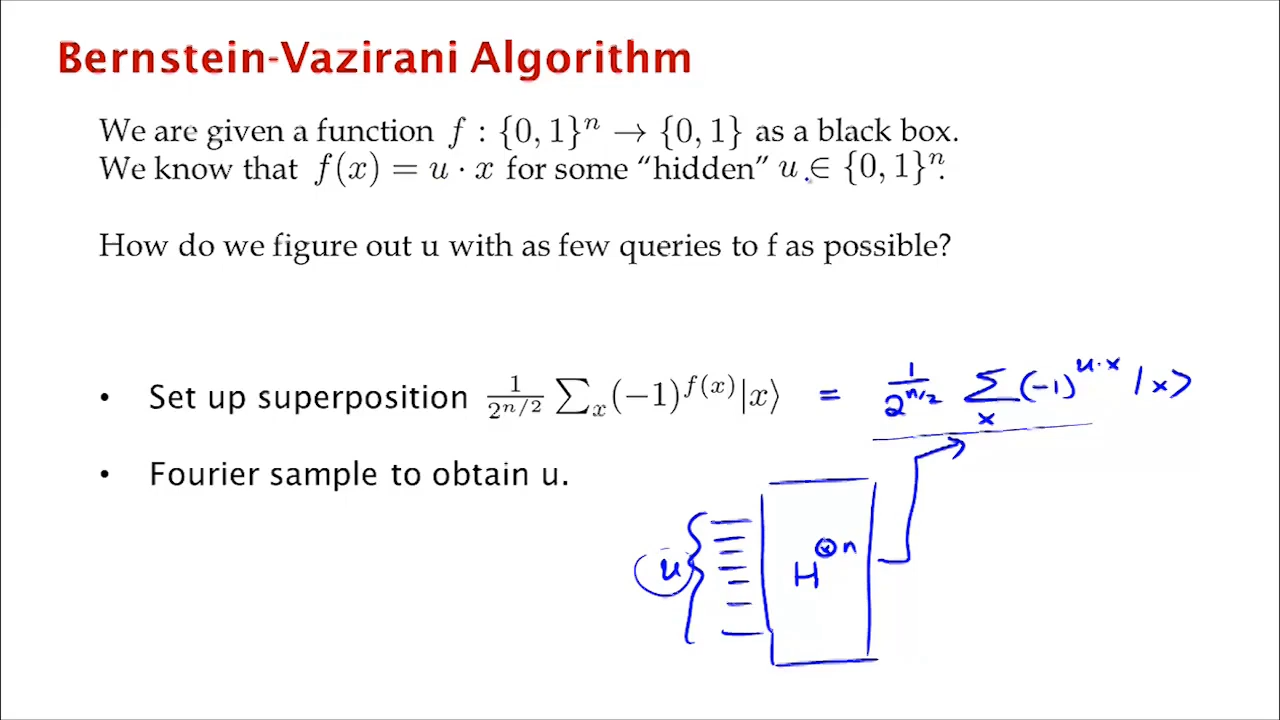 Bernstein-Vazirani Algorithm
We are given a function f : {0, 1}ⁿ → {0, 1} as a black box.
We know that f(x) = u · x for some “hidden” u ∈ {0, 1}ⁿ.
How do we figure out u with as few queries to f as possible?
• Set up superposition 1/2^{n/2} ∑_x (−1)^{f(x)} |x⟩ = 1/2^{n/2} ∑_x (−1)^{u·x} |x⟩
• Fourier sample to obtain u.
u H^{⊗n}